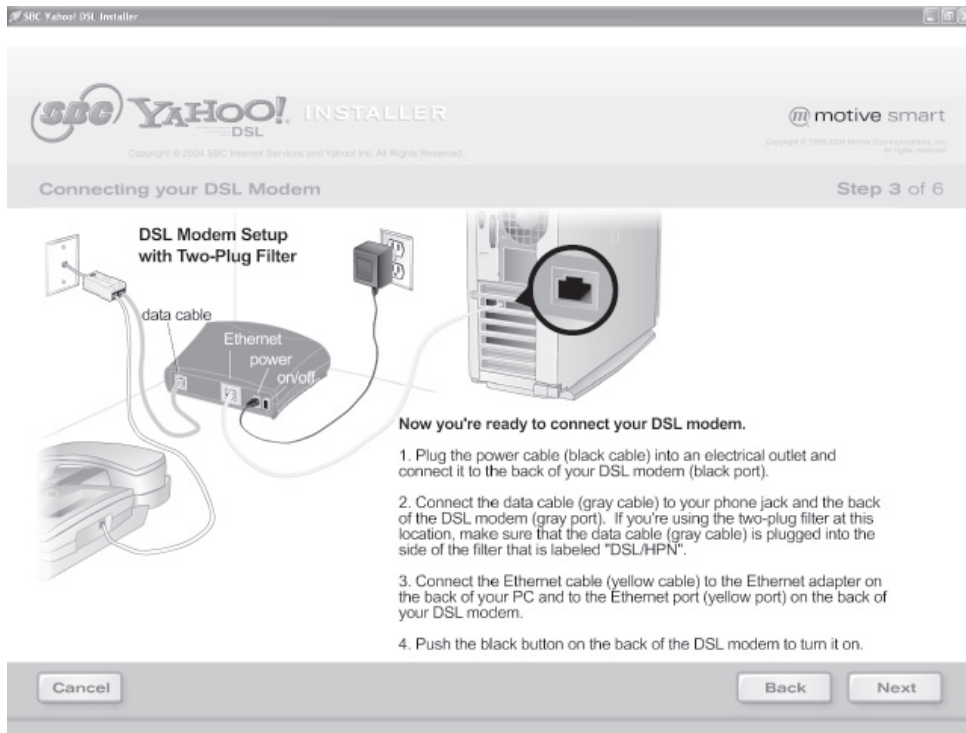 SBC Yahoo! DSL Installer
SBC YAHOO! DSL INSTALLER
motive smart
Copyright © 2004 SBC Internet Services and Yahoo! Inc. All Rights Reserved.
Copyright © 1998-2004 Motive Communications, Inc.
All rights reserved
Connecting your DSL Modem
Step 3 of 6
DSL Modem Setup
with Two-Plug Filter
data cable
Ethernet
power
on/off
Now you're ready to connect your DSL modem.
1. Plug the power cable (black cable) into an electrical outlet and
connect it to the back of your DSL modem (black port).
2. Connect the data cable (gray cable) to your phone jack and the back
of the DSL modem (gray port). If you're using the two-plug filter at this
location, make sure that the data cable (gray cable) is plugged into the
side of the filter that is labeled "DSL/HPN".
3. Connect the Ethernet cable (yellow cable) to the Ethernet adapter on
the back of your PC and to the Ethernet port (yellow port) on the back of
your DSL modem.
4. Push the black button on the back of the DSL modem to turn it on.
Cancel
Back
Next